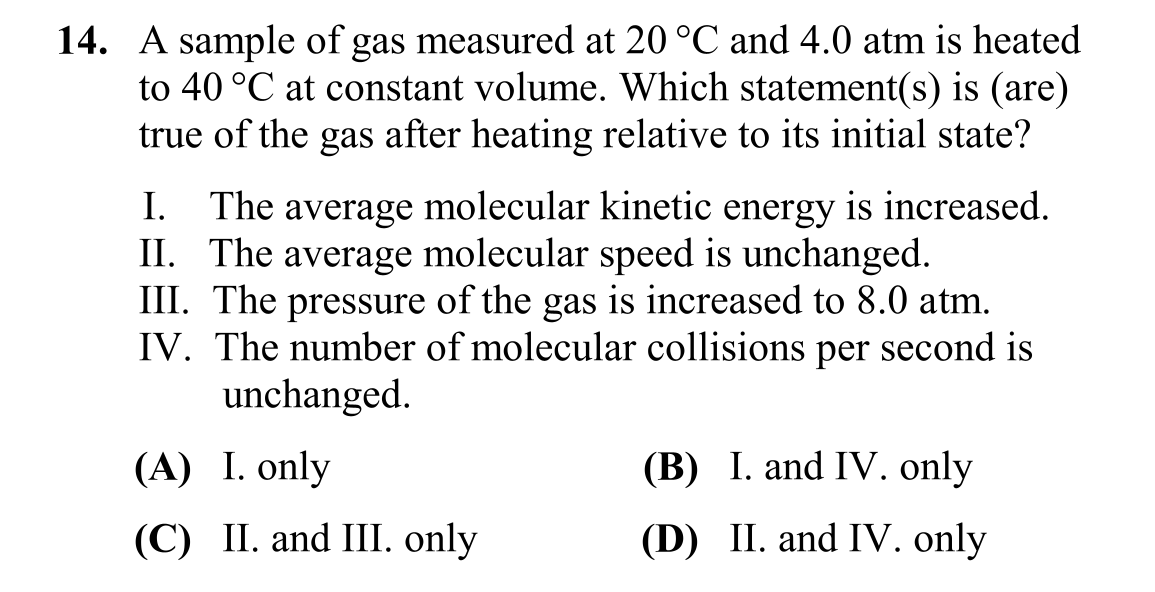 14. A sample of gas measured at 20 °C and 4.0 atm is heated
to 40 °C at constant volume. Which statement(s) is (are)
true of the gas after heating relative to its initial state?
I. The average molecular kinetic energy is increased.
II. The average molecular speed is unchanged.
III. The pressure of the gas is increased to 8.0 atm.
IV. The number of molecular collisions per second is
unchanged.
(A) I. only (B) I. and IV. only
(C) II. and III. only (D) II. and IV. only